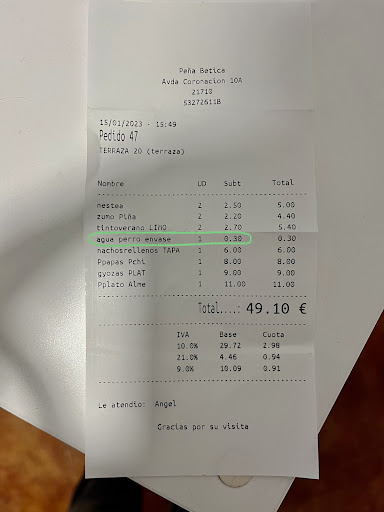 Peña Betica
Avda Coronacion 10A
21710
53272611B
15/01/2023 - 15:49
Pedido 47
TERRAZA 20 (terraza)
Nombre UD Subt Total
nestea 2 2.50 5.00
zumo Piña 2 2.20 4.40
tintoverano LIMO 2 2.70 5.40
agua perro envase 1 0.30 0.30
nachosrellenos TAPA 1 6.00 6.00
Ppapas Pchi 1 8.00 8.00
gyozas PLAT 1 9.00 9.00
Pplato Alme 1 11.00 11.00
Total....: 49.10 €
IVA Base Cuota
10.0% 29.72 2.98
21.0% 4.46 0.94
9.0% 10.09 0.91
Le atendio: Angel
Gracias por su visita